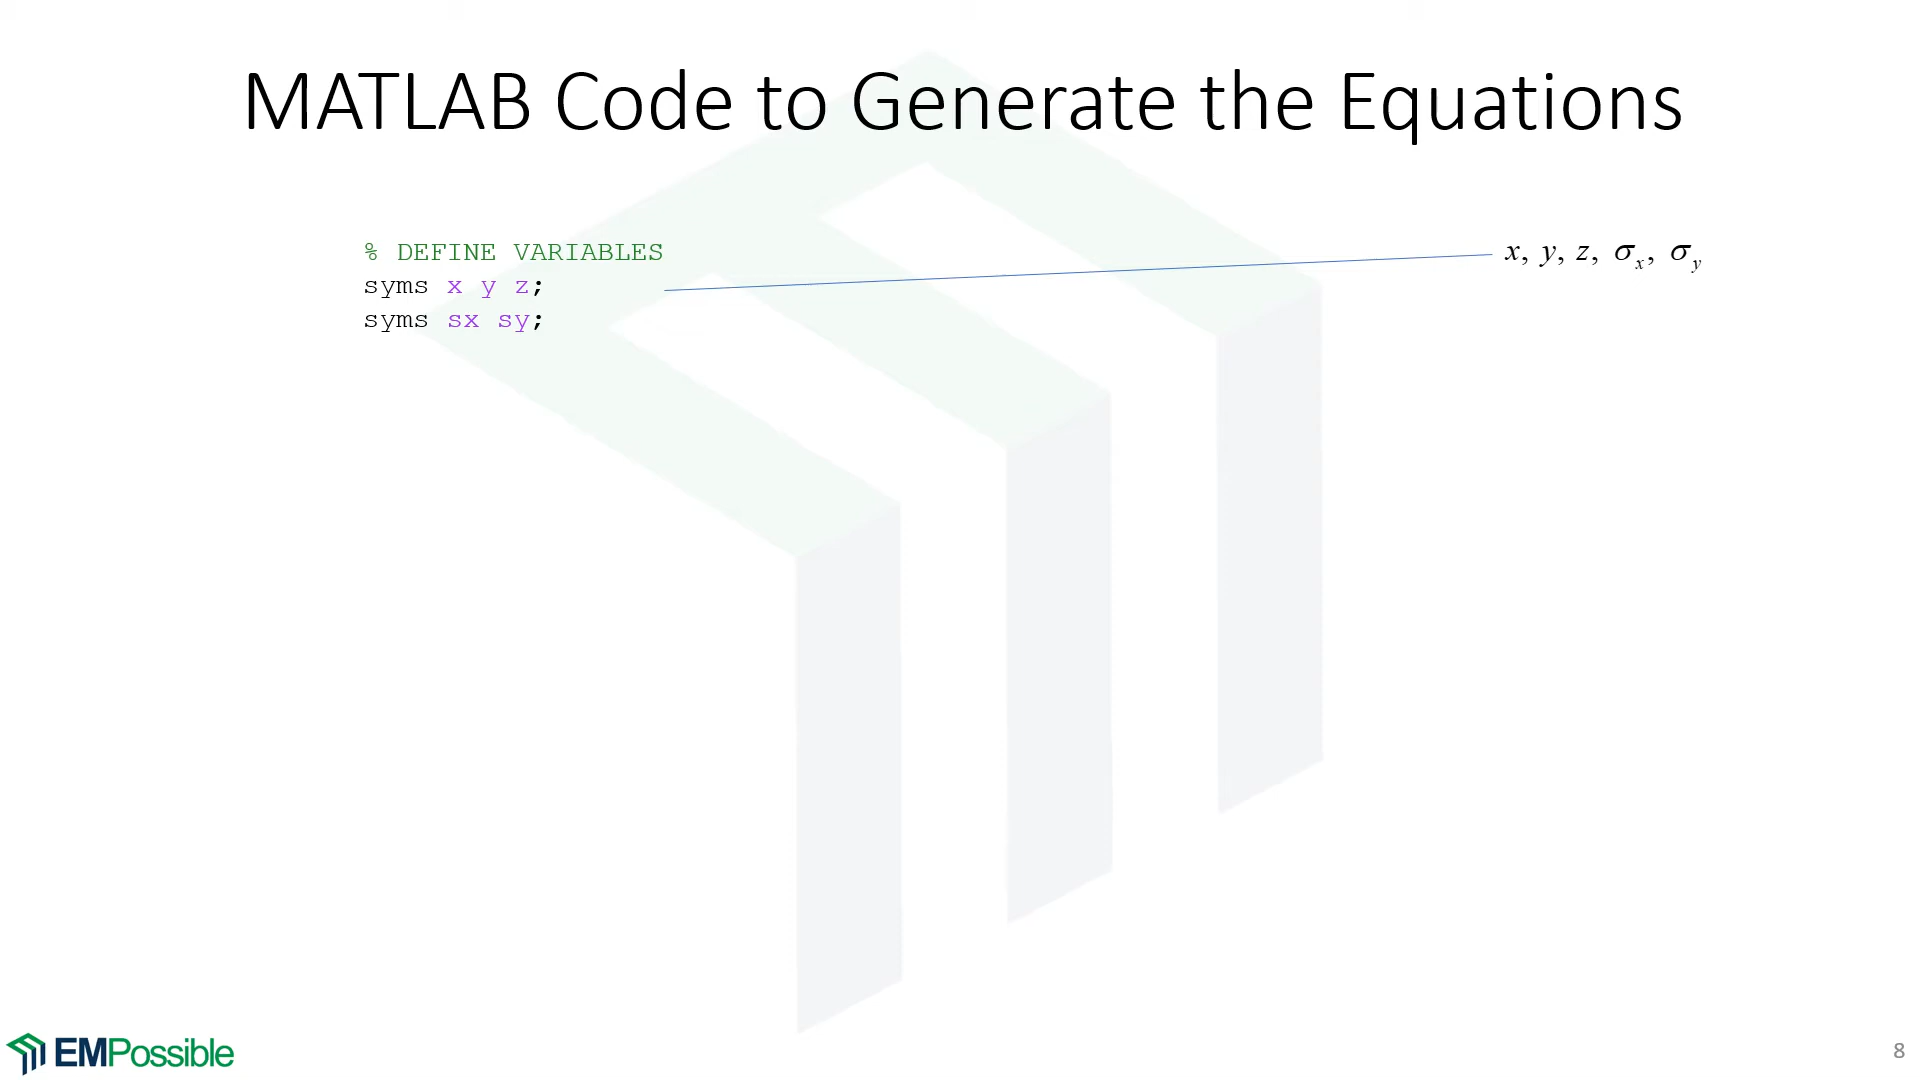 MATLAB Code to Generate the Equations
% DEFINE VARIABLES
syms x y z;
syms sx sy;
x, y, z, σx, σy
EMPossible
8